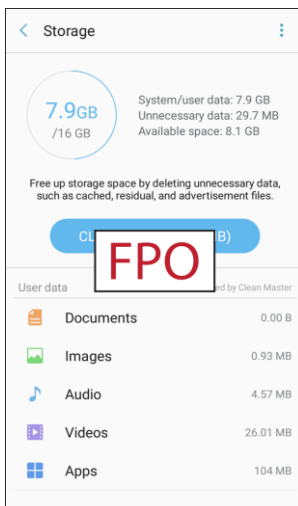 Storage
7.9GB
/16 GB
System/user data: 7.9 GB
Unnecessary data: 29.7 MB
Available space: 8.1 GB
Free up storage space by deleting unnecessary data,
such as cached, residual, and advertisement files.
FPO
User data by Clean Master
Documents 0.00 B
Images 0.93 MB
Audio 4.57 MB
Videos 26.01 MB
Apps 104 MB